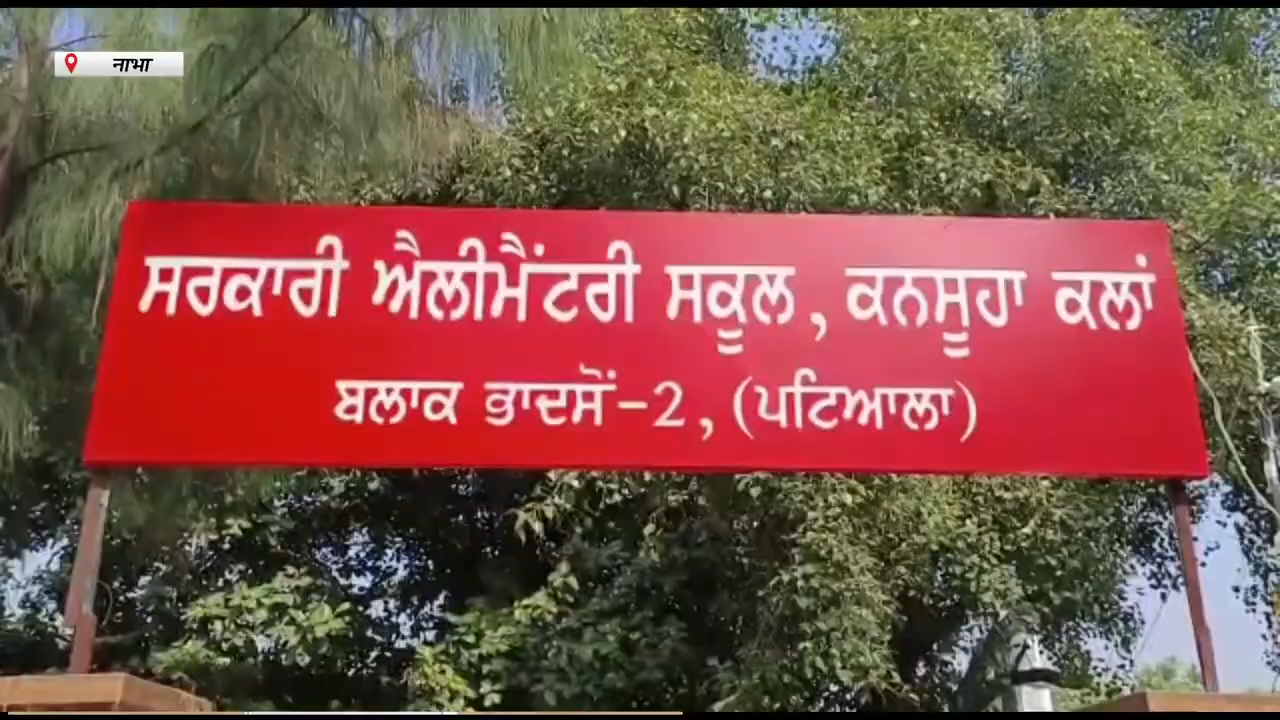 नाभा
ਸਰਕਾਰੀ ਐਲੀਮੈਂਟਰੀ ਸਕੂਲ, ਕਨਸੂਹਾ ਕਲਾਂ
ਬਲਾਕ ਭਾਦਸੋਂ-2, (ਪਟਿਆਲਾ)